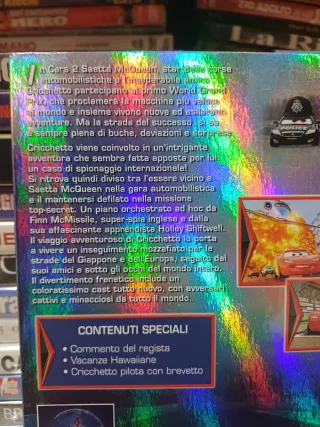 In Cars 2 Saetta McQueen, star delle corse
automobilistiche e l'inseparabile amico
Cricchetto partecipano al primo World Grand
Prix, che proclamerà la macchina più veloce
al mondo e insieme vivono nuove ed esilaranti
avventure. Ma la strada del successo, si sa,
è sempre piena di buche, deviazioni e sorprese.
Cricchetto viene coinvolto in un'intrigante
avventura che sembra fatta apposta per lui:
un caso di spionaggio internazionale!
Si ritrova quindi diviso tra l'essere vicino a
Saetta McQueen nella gara automobilistica
e il mantenersi defilato nella missione
top-secret. Un piano orchestrato ad hoc da
Finn McMissile, super-spia inglese e dalla
sua affascinante apprendista Holley Shiftwell.
Il viaggio avventuroso di Cricchetto lo porta
a vivere un inseguimento mozzafiato per le
strade del Giappone e dell'Europa, seguito dai
suoi amici e sotto gli occhi del mondo intero.
Il divertimento frenetico include un
coloratissimo cast tutto nuovo, con avversari
cattivi e minacciosi da tutto il mondo.
POLICE
CONTENUTI SPECIALI
• Commento del regista
• Vacanze Hawaiiane
• Cricchetto pilota con brevetto